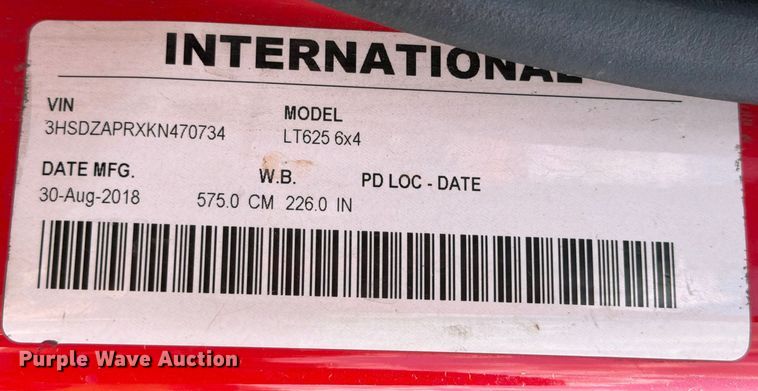 INTERNATIONAL
VIN
3HSDZAPRXKN470734
MODEL
LT625 6x4
DATE MFG.
30-Aug-2018
W.B.
575.0 CM 226.0 IN
PD LOC - DATE
Purple Wave Auction